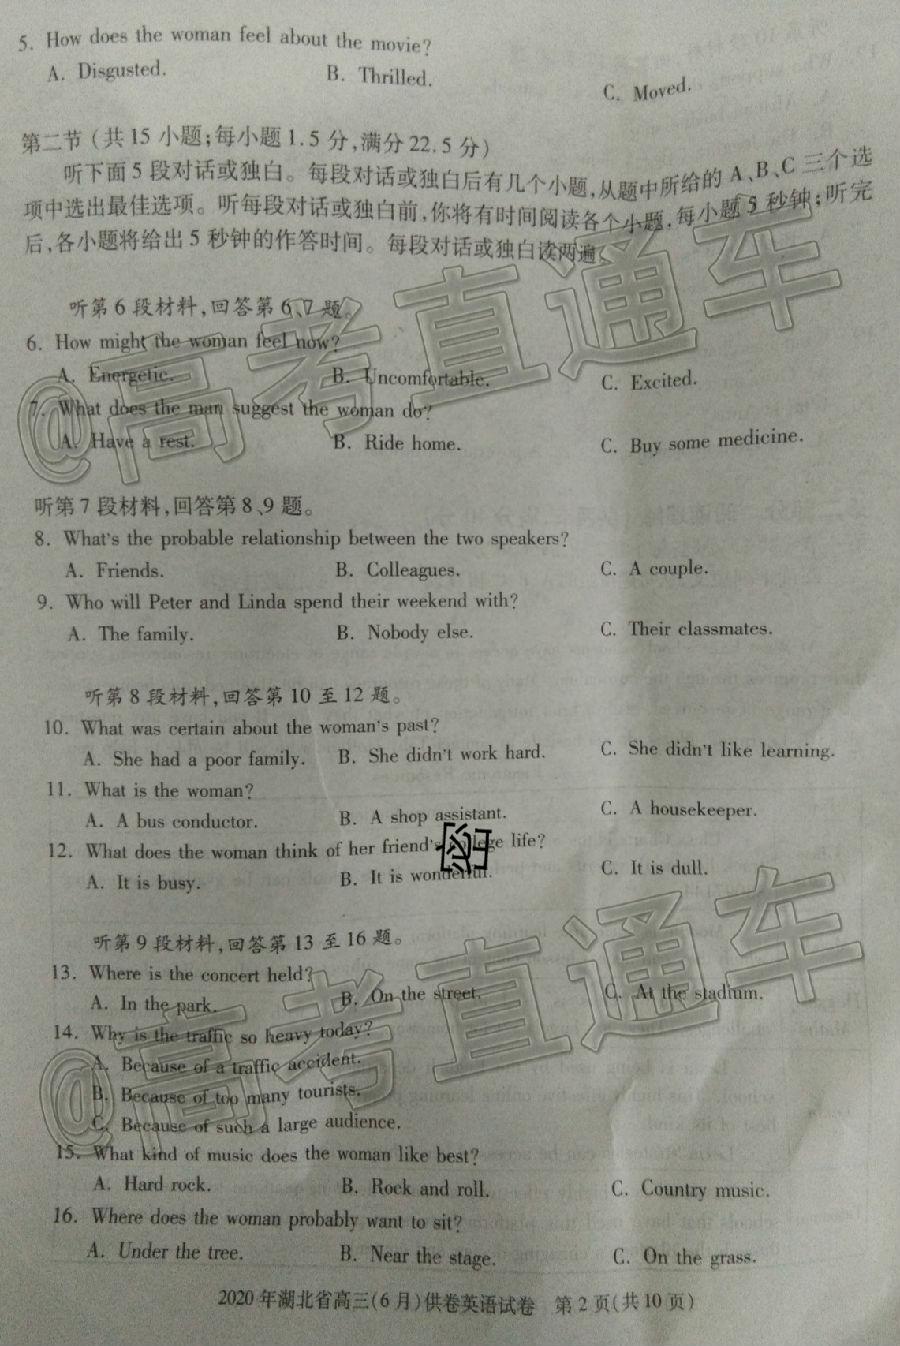 5. How does the woman feel about the movie?
A. Disgusted. B. Thrilled. C. Moved.
第二节(共15小题;每小题1.5分,满分22.5分)
听下面5段对话或独白。每段对话或独白后有几个小题,从题中所给的A、B、C三个选
项中选出最佳选项。听每段对话或独白前,你将有时间阅读各个小题,每小题5秒钟;听完
后,各小题将给出5秒钟的作答时间。每段对话或独白读两遍。
听第6段材料,回答第6、7题。
6. How might the woman feel now?
A. Energetic. B. Uncomfortable. C. Excited.
7. What does the man suggest the woman do?
A. Have a rest. B. Ride home. C. Buy some medicine.
听第7段材料,回答第8、9题。
8. What's the probable relationship between the two speakers?
A. Friends. B. Colleagues. C. A couple.
9. Who will Peter and Linda spend their weekend with?
A. The family. B. Nobody else. C. Their classmates.
听第8段材料,回答第10至12题。
10. What was certain about the woman's past?
A. She had a poor family. B. She didn't work hard. C. She didn't like learning.
11. What is the woman?
A. A bus conductor. B. A shop assistant. C. A housekeeper.
12. What does the woman think of her friend's college life?
A. It is busy. B. It is wonderful. C. It is dull.
听第9段材料,回答第13至16题。
13. Where is the concert held?
A. In the park. B. On the street. C. At the stadium.
14. Why is the traffic so heavy today?
A. Because of a traffic accident.
B. Because of too many tourists.
C. Because of such a large audience.
15. What kind of music does the woman like best?
A. Hard rock. B. Rock and roll. C. Country music.
16. Where does the woman probably want to sit?
A. Under the tree. B. Near the stage. C. On the grass.
2020年湖北省高三(6月)供卷英语试卷 第2页(共10页)
@高考直通车
@高考直通车